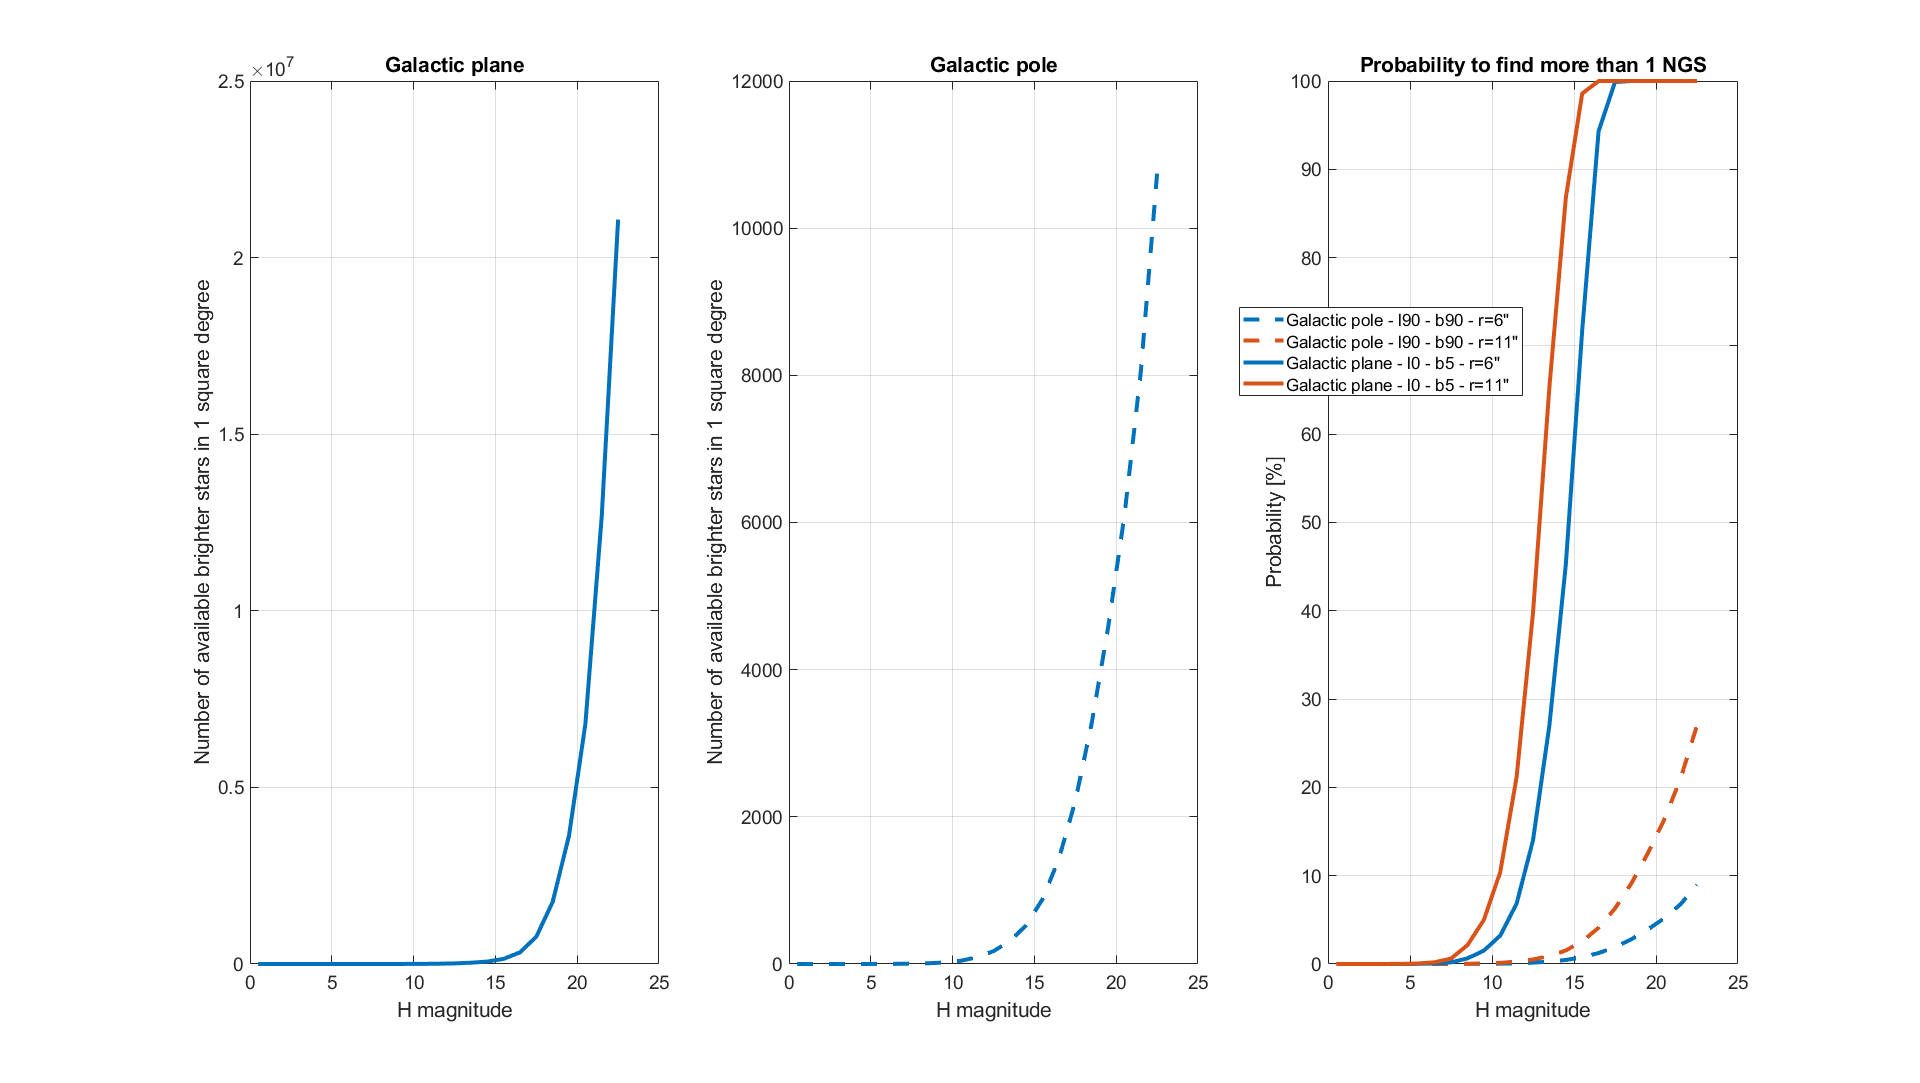 Galactic plane
×10^7
2.5
2
1.5
1
0.5
0
0 5 10 15 20 25
H magnitude
Number of available brighter stars in 1 square degree
Galactic pole
12000
10000
8000
6000
4000
2000
0
0 5 10 15 20 25
H magnitude
Number of available brighter stars in 1 square degree
Probability to find more than 1 NGS
100
90
80
Galactic pole - l90 - b90 - r=6"
Galactic pole - l90 - b90 - r=11"
Galactic plane - l0 - b5 - r=6"
Galactic plane - l0 - b5 - r=11"
60
50
40
30
20
10
0
0 5 10 15 20 25
H magnitude
Probability [%]